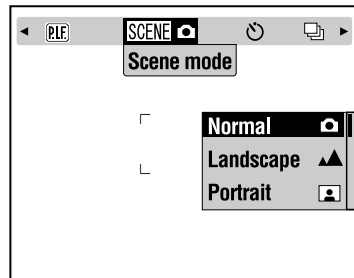 P.I.F. SCENE
Scene mode
Normal
Landscape
Portrait